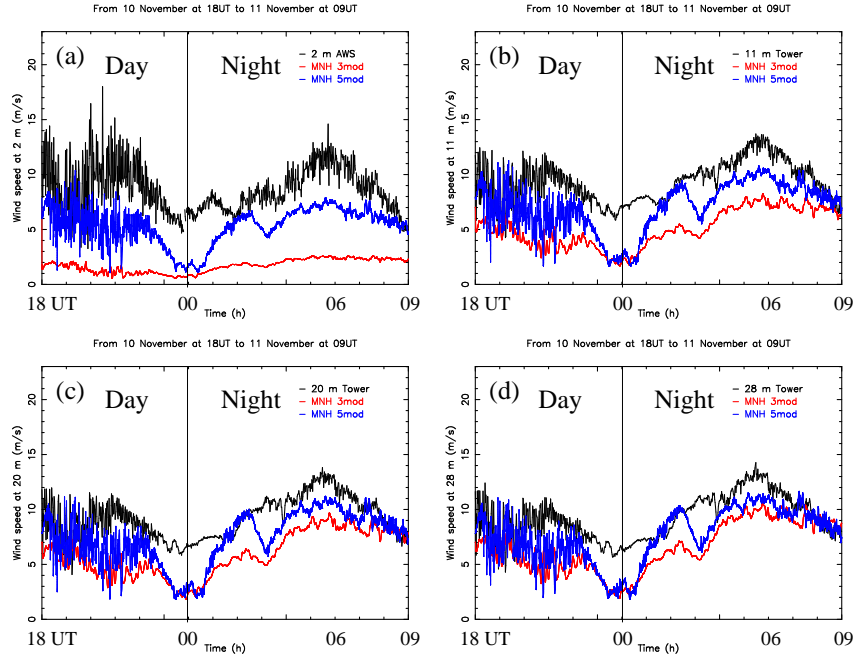 From 10 November at 18UT to 11 November at 09UT
(a)
Day
Night
2 m AWS
MNH 3mod
MNH 5mod
Wind speed at 2 m (m/s)
20
15
10
5
0
18 UT
00
06
09
Time (h)
From 10 November at 18UT to 11 November at 09UT
(b)
Day
Night
11 m Tower
MNH 3mod
MNH 5mod
Wind speed at 11 m (m/s)
20
15
10
5
0
18 UT
00
06
09
Time (h)
From 10 November at 18UT to 11 November at 09UT
(c)
Day
Night
20 m Tower
MNH 3mod
MNH 5mod
Wind speed at 20 m (m/s)
20
15
10
5
0
18 UT
00
06
09
Time (h)
From 10 November at 18UT to 11 November at 09UT
(d)
Day
Night
28 m Tower
MNH 3mod
MNH 5mod
Wind speed at 28 m (m/s)
20
15
10
5
0
18 UT
00
06
09
Time (h)